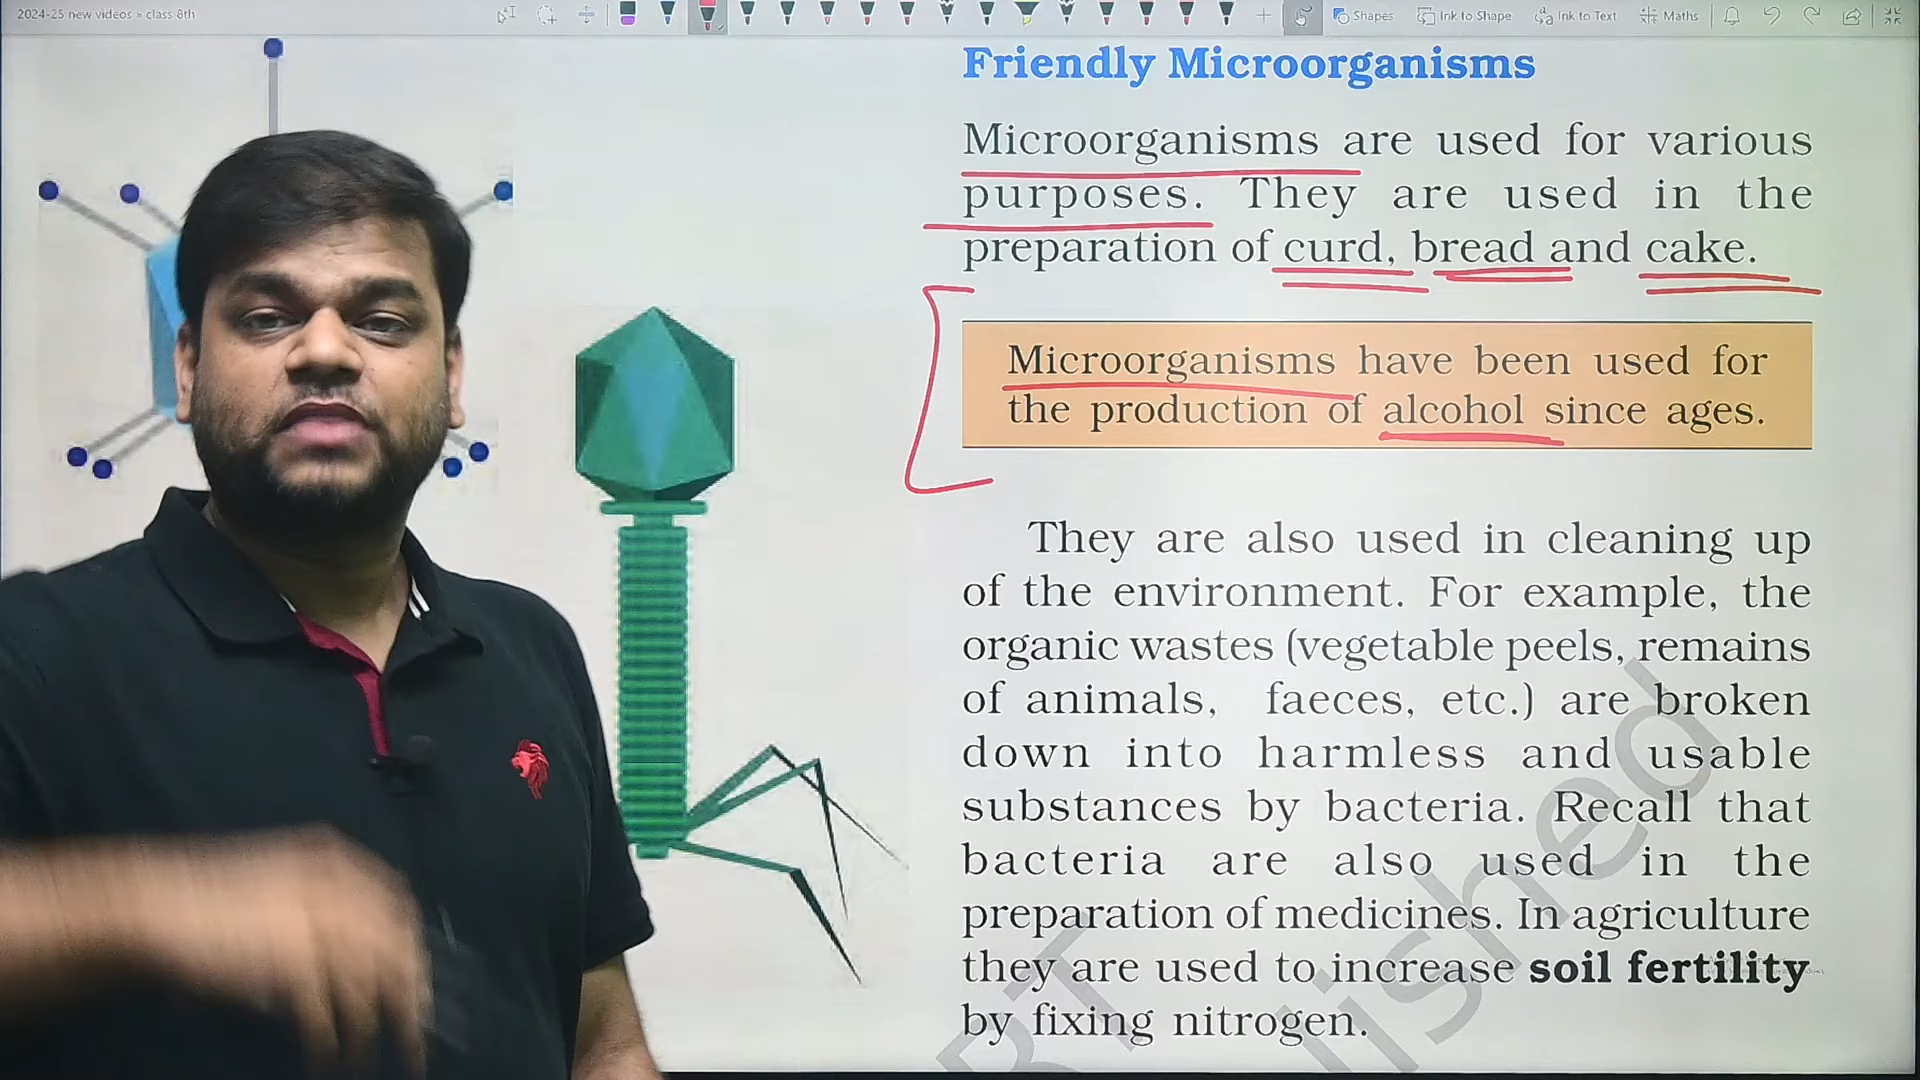 2024-25 new videos » class 8th
Shapes
Ink to Shape
Ink to Text
Maths
Friendly Microorganisms
Microorganisms are used for various
purposes. They are used in the
preparation of curd, bread and cake.
Microorganisms have been used for
the production of alcohol since ages.
They are also used in cleaning up
of the environment. For example, the
organic wastes (vegetable peels, remains
of animals, faeces, etc.) are broken
down into harmless and usable
substances by bacteria. Recall that
bacteria are also used in the
preparation of medicines. In agriculture
they are used to increase soil fertility
by fixing nitrogen.